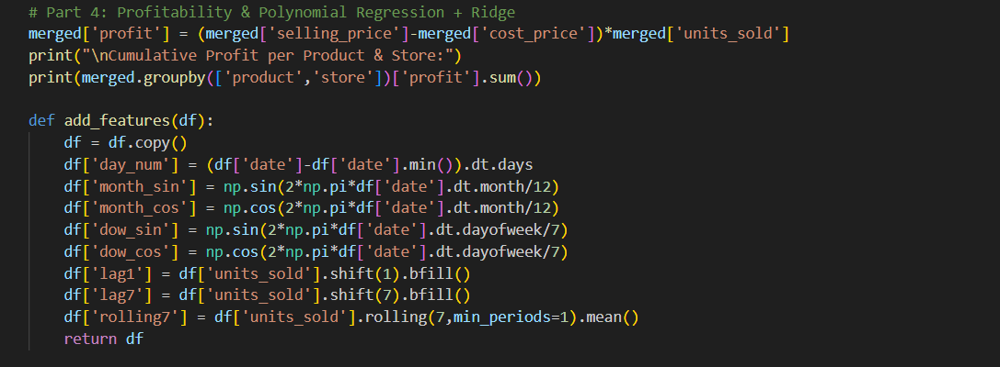 # Part 4: Profitability & Polynomial Regression + Ridge
merged['profit'] = (merged['selling_price']-merged['cost_price'])*merged['units_sold']
print("\nCumulative Profit per Product & Store:")
print(merged.groupby(['product','store'])['profit'].sum())

def add_features(df):
    df = df.copy()
    df['day_num'] = (df['date']-df['date'].min()).dt.days
    df['month_sin'] = np.sin(2*np.pi*df['date'].dt.month/12)
    df['month_cos'] = np.cos(2*np.pi*df['date'].dt.month/12)
    df['dow_sin'] = np.sin(2*np.pi*df['date'].dt.dayofweek/7)
    df['dow_cos'] = np.cos(2*np.pi*df['date'].dt.dayofweek/7)
    df['lag1'] = df['units_sold'].shift(1).bfill()
    df['lag7'] = df['units_sold'].shift(7).bfill()
    df['rolling7'] = df['units_sold'].rolling(7,min_periods=1).mean()
    return df